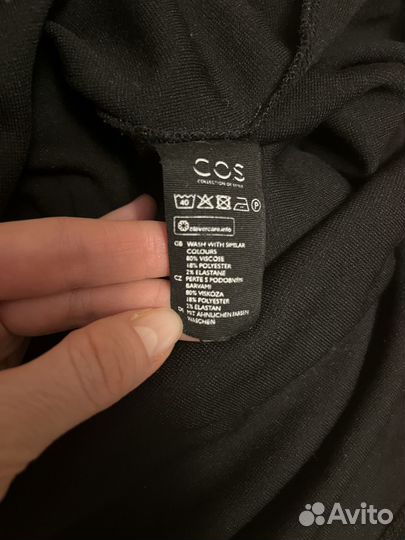 COS
COLLECTION OF STYLE
40
P
clevercare.info
GB WASH WITH SIMILAR
COLOURS
80% VISCOSE
18% POLYESTER
2% ELASTANE
CZ PERTE S PODOBNÝMI
BARVAMI
80% VISKÓZA
18% POLYESTER
2% ELASTAN
DE MIT ÄHNLICHEN FARBEN
WASCHEN
Avito